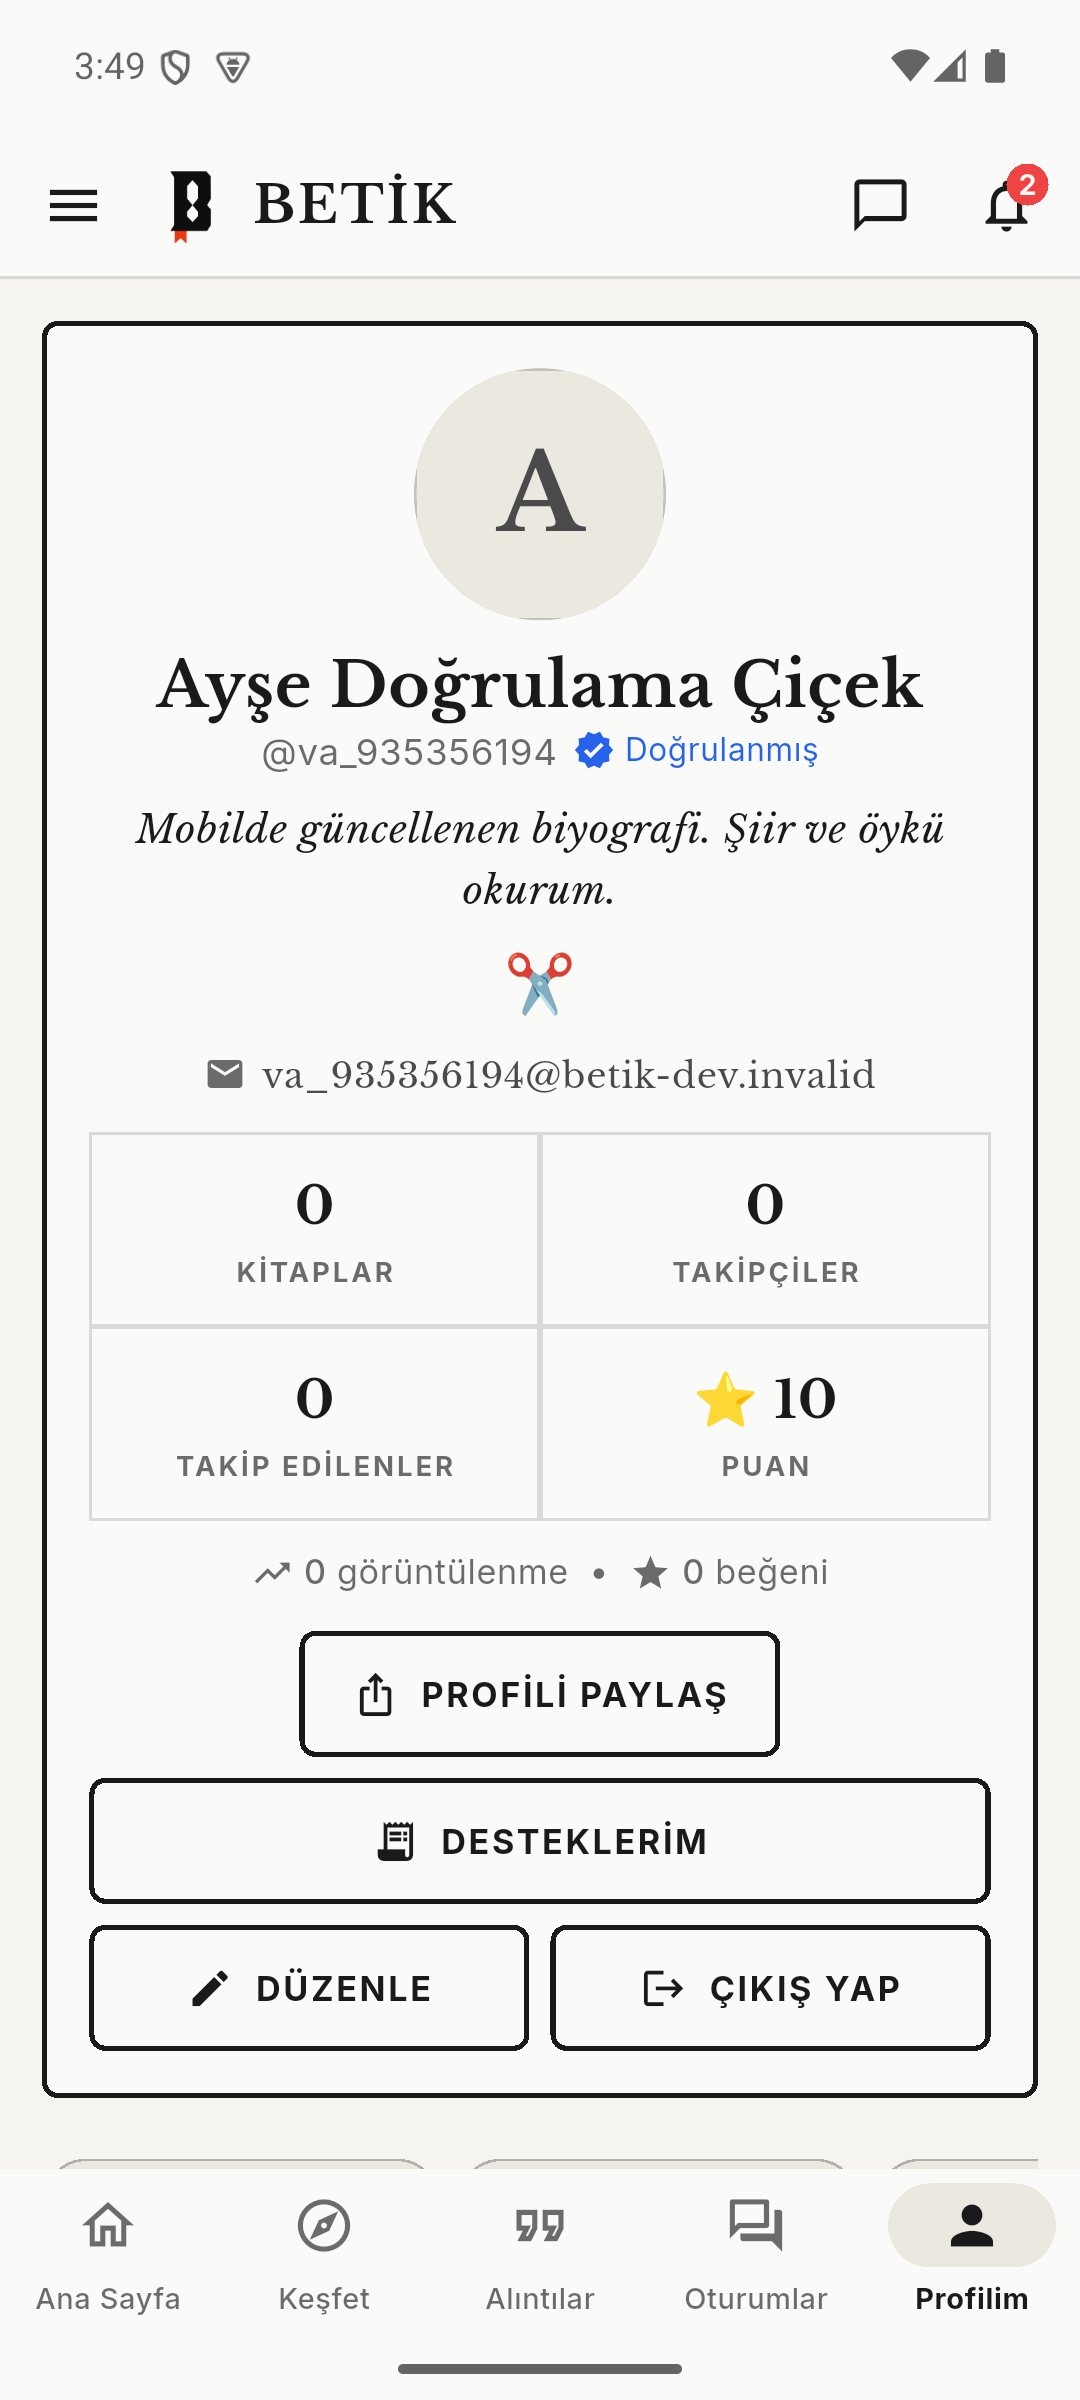 3:49
BETİK
2
A
Ayşe Doğrulama Çiçek
@va_935356194 Doğrulanmış
Mobilde güncellenen biyografi. Şiir ve öykü
okurum.
va_935356194@betik-dev.invalid
0
KİTAPLAR
0
TAKİPÇİLER
0
TAKİP EDİLENLER
10
PUAN
0 görüntülenme • 0 beğeni
PROFİLİ PAYLAŞ
DESTEKLERİM
DÜZENLE
ÇIKIŞ YAP
Ana Sayfa
Keşfet
Alıntılar
Oturumlar
Profilim